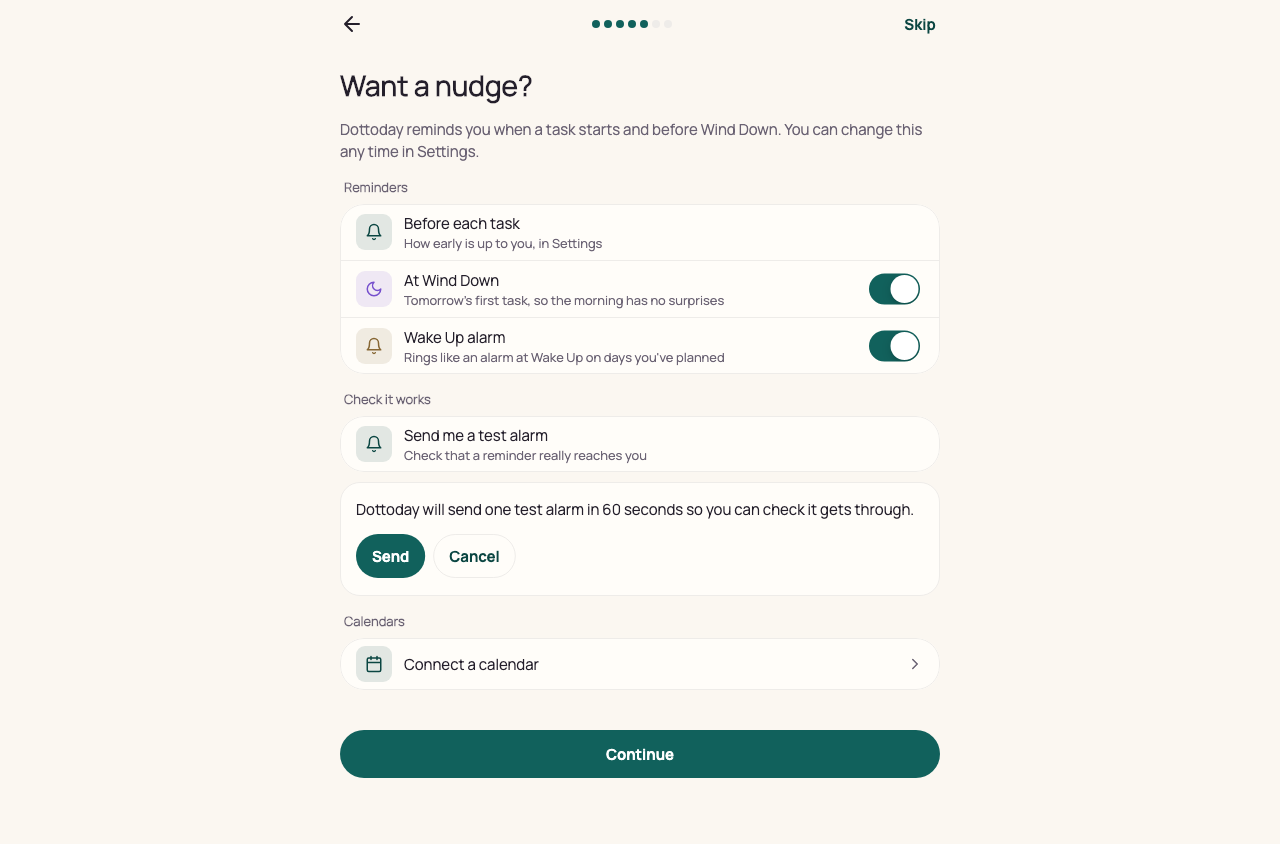 Skip
Want a nudge?
Dottoday reminds you when a task starts and before Wind Down. You can change this
any time in Settings.
Reminders
Before each task
How early is up to you, in Settings
At Wind Down
Tomorrow's first task, so the morning has no surprises
Wake Up alarm
Rings like an alarm at Wake Up on days you've planned
Check it works
Send me a test alarm
Check that a reminder really reaches you
Dottoday will send one test alarm in 60 seconds so you can check it gets through.
Send
Cancel
Calendars
Connect a calendar
Continue